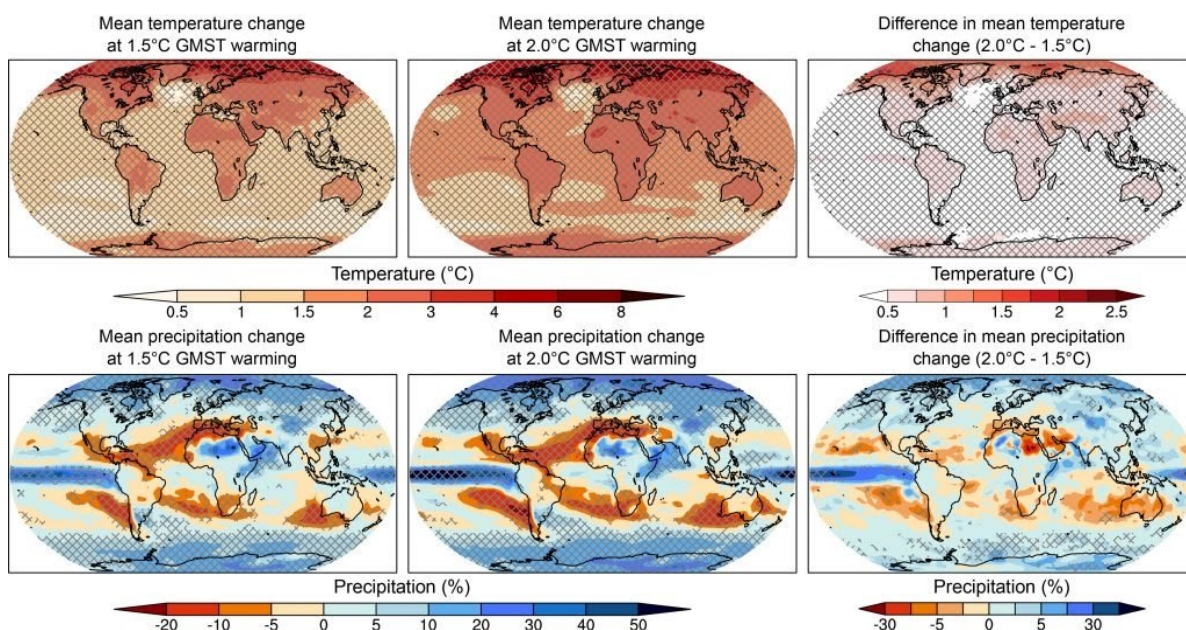 Mean temperature change
at 1.5°C GMST warming
Mean temperature change
at 2.0°C GMST warming
Difference in mean temperature
change (2.0°C - 1.5°C)
Temperature (°C)
0.5 1 1.5 2 3 4 6 8
Temperature (°C)
0.5 1 1.5 2 2.5
Mean precipitation change
at 1.5°C GMST warming
Mean precipitation change
at 2.0°C GMST warming
Difference in mean precipitation
change (2.0°C - 1.5°C)
Precipitation (%)
-20 -10 -5 0 5 10 20 30 40 50
Precipitation (%)
-30 -5 0 5 30